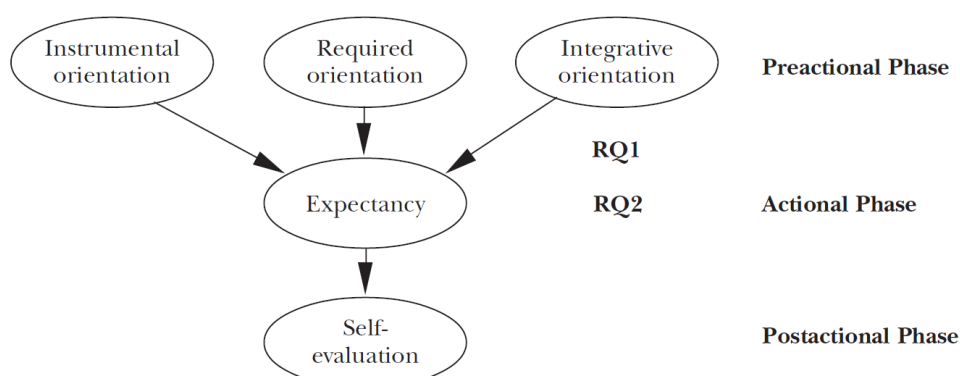 Instrumental
orientation
Required
orientation
Integrative
orientation
Preactional Phase
RQ1
Expectancy
RQ2
Actional Phase
Self-
evaluation
Postactional Phase